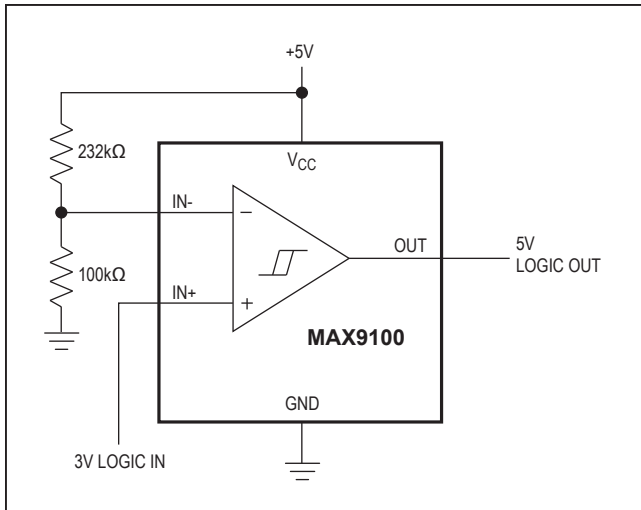 +5V
232kΩ
VCC
IN-
−
OUT
5V
LOGIC OUT
100kΩ
IN+
+
MAX9100
GND
3V LOGIC IN